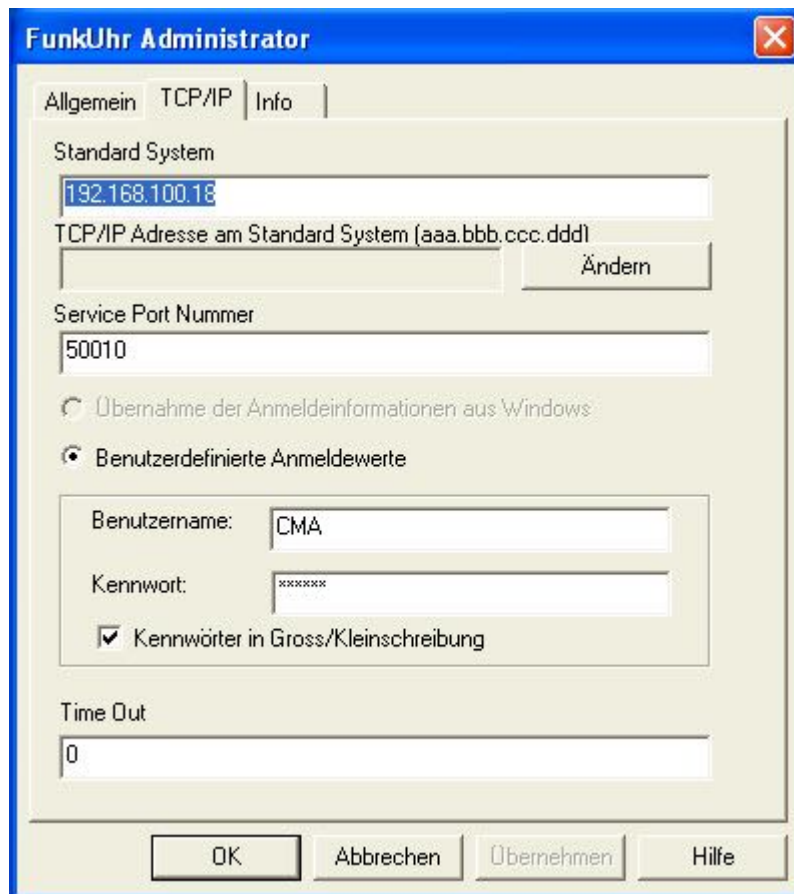 FunkUhr Administrator
Allgemein TCP/IP Info
Standard System
192.168.100.18
TCP/IP Adresse am Standard System (aaa.bbb.ccc.ddd)
Ändern
Service Port Nummer
50010
Übernahme der Anmeldeinformationen aus Windows
Benutzerdefinierte Anmeldewerte
Benutzername: CMA
Kennwort: ******
Kennwörter in Gross/Kleinschreibung
Time Out
0
OK Abbrechen Übernehmen Hilfe